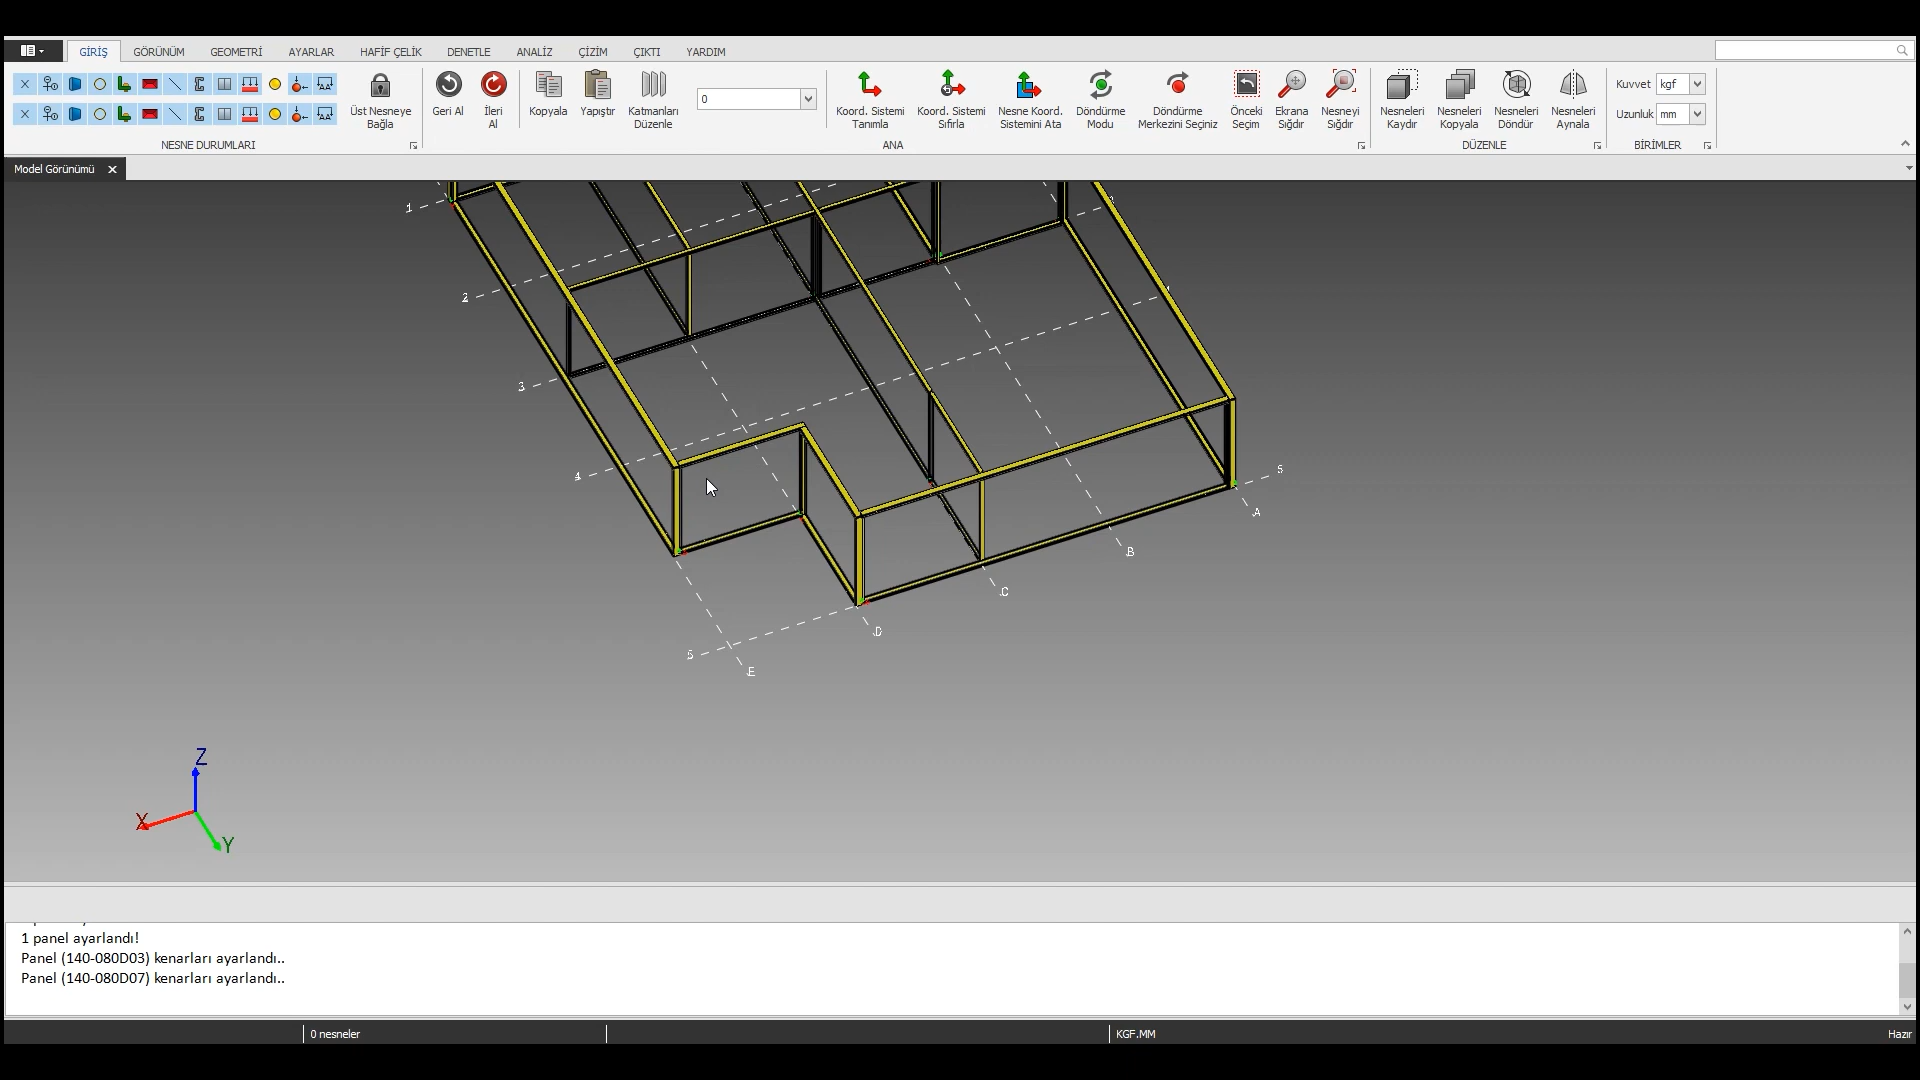 GİRİŞ GÖRÜNÜM GEOMETRİ AYARLAR HAFİF ÇELİK DENETLE ANALİZ ÇİZİM ÇIKTI YARDIM
Üst Nesneye
Bağla
NESNE DURUMLARI
Geri Al
İleri
Al
Kopyala
Yapıştır
Katmanları
Düzenle
0
Koord. Sistemi
Tanımla
Koord. Sistemi
Sıfırla
Nesne Koord.
Sistemini Ata
Döndürme
Modu
Döndürme
Merkezini Seçiniz
Önceki
Seçim
Ekrana
Sığdır
Nesneyi
Sığdır
ANA
Nesneleri
Kaydır
Nesneleri
Kopyala
Nesneleri
Döndür
Nesneleri
Aynala
DÜZENLE
Kuvvet kgf
Uzunluk mm
BİRİMLER
Model Görünümü
1
2
3
4
5
5
A
B
C
D
E
Z
X
Y
1 panel ayarlandı!
Panel (140-080D03) kenarları ayarlandı..
Panel (140-080D07) kenarları ayarlandı..
0 nesneler
KGF.MM
Hazır